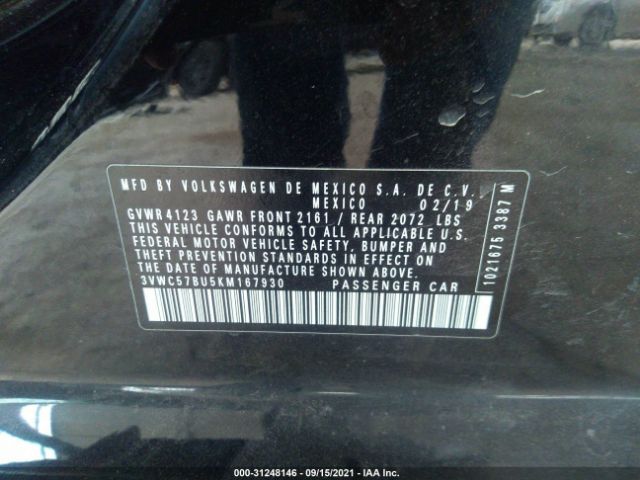 MFD BY VOLKSWAGEN DE MEXICO S.A. DE C.V.
MEXICO 02/19
GVWR 4123 GAWR FRONT 2161 / REAR 2072 LBS
THIS VEHICLE CONFORMS TO ALL APPLICABLE U.S.
FEDERAL MOTOR VEHICLE SAFETY, BUMPER AND
THEFT PREVENTION STANDARDS IN EFFECT ON
THE DATE OF MANUFACTURE SHOWN ABOVE.
3VWC57BU5KM167930 PASSENGER CAR
1021675 3387 M
000-31248146 - 09/15/2021 - IAA Inc.